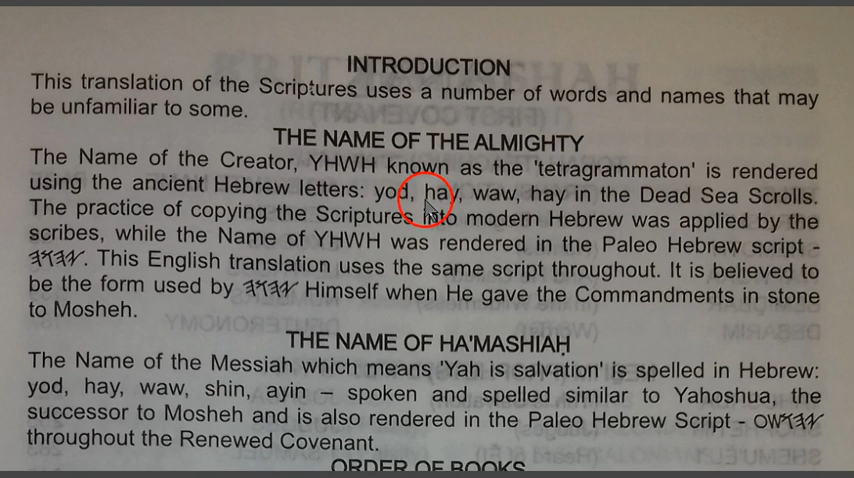 INTRODUCTION
This translation of the Scriptures uses a number of words and names that may
be unfamiliar to some.
THE NAME OF THE ALMIGHTY
The Name of the Creator, YHWH known as the 'tetragrammaton' is rendered
using the ancient Hebrew letters: yod, hay, waw, hay in the Dead Sea Scrolls.
The practice of copying the Scriptures into modern Hebrew was applied by the
scribes, while the Name of YHWH was rendered in the Paleo Hebrew script -
𐤉𐤄𐤅𐤄. This English translation uses the same script throughout. It is believed to
be the form used by 𐤉𐤄𐤅𐤄 Himself when He gave the Commandments in stone
to Mosheh.
THE NAME OF HA'MASHIAḤ
The Name of the Messiah which means 'Yah is salvation' is spelled in Hebrew:
yod, hay, waw, shin, ayin – spoken and spelled similar to Yahoshua, the
successor to Mosheh and is also rendered in the Paleo Hebrew Script - 𐤉𐤄𐤅𐤔𐤏
throughout the Renewed Covenant.
ORDER OF BOOKS